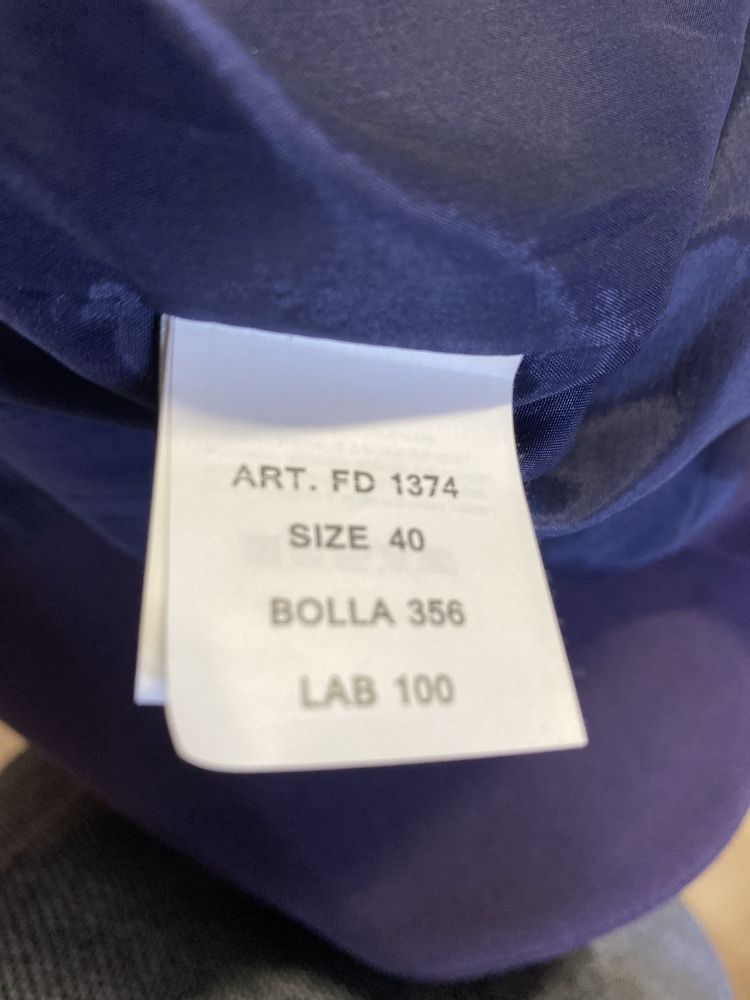 ART. FD 1374
SIZE 40
BOLLA 356
LAB 100